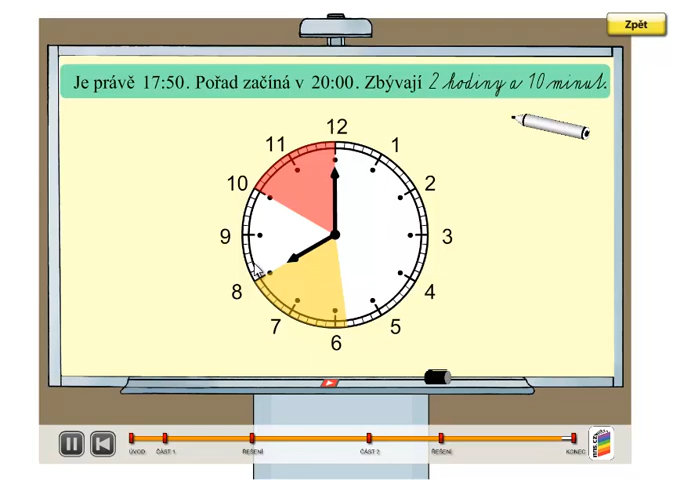 Zpět
Je právě 17:50. Pořad začíná v 20:00. Zbývají 2 hodiny a 10 minut.
12
11 1
10 2
9 3
8 4
7 5
6
ÚVOD ČÁST 1 ŘEŠENÍ ČÁST 2 ŘEŠENÍ KONEC